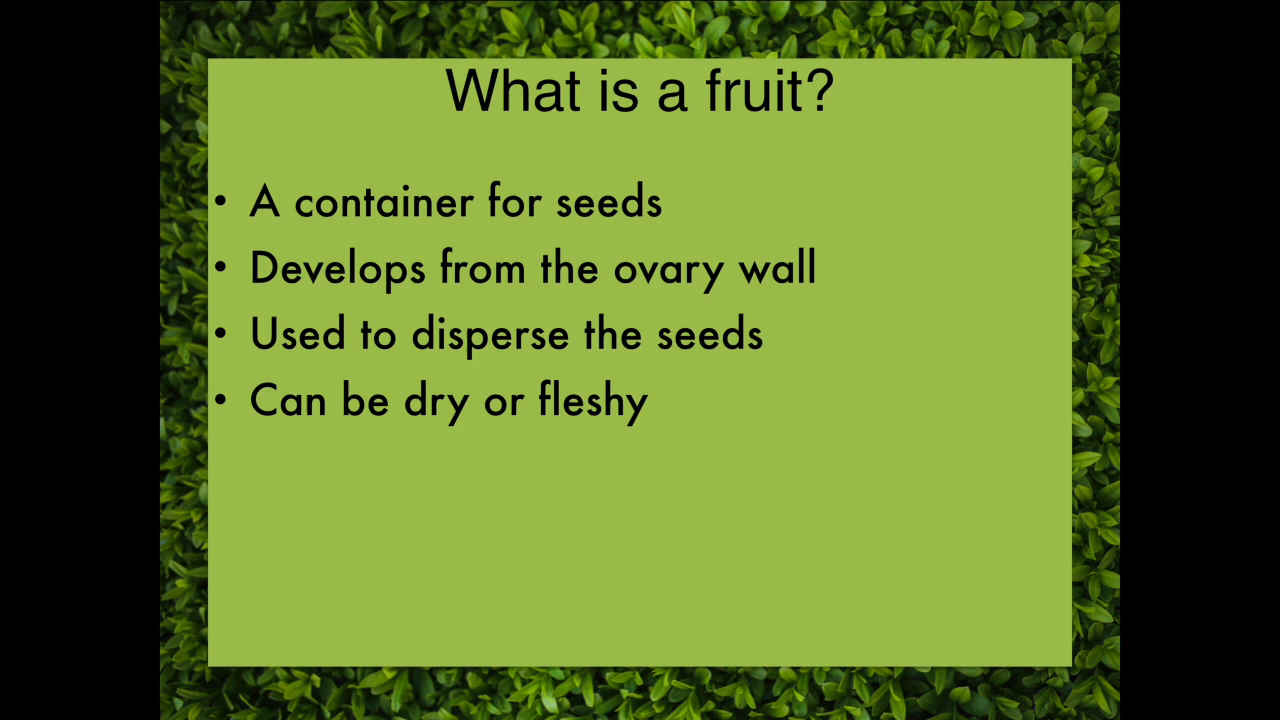 What is a fruit?
• A container for seeds
• Develops from the ovary wall
• Used to disperse the seeds
• Can be dry or fleshy